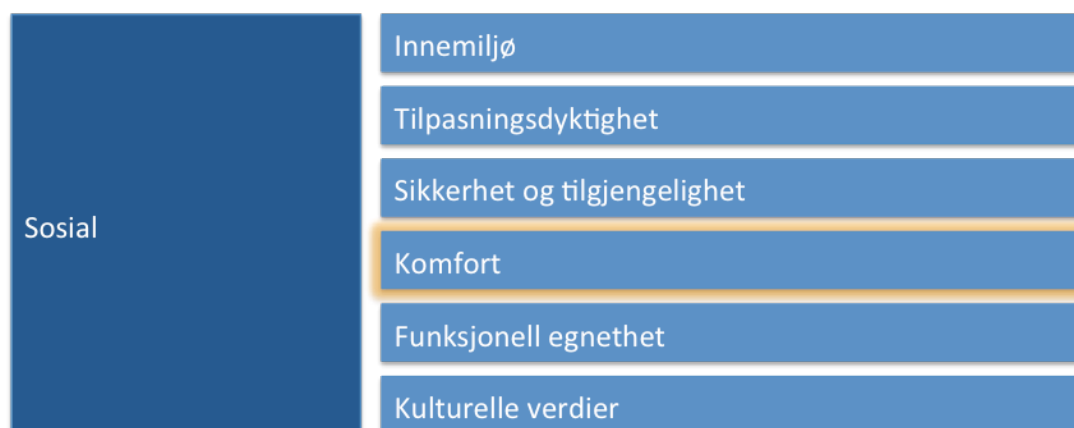 Sosial
Innemiljø
Tilpasningsdyktighet
Sikkerhet og tilgjengelighet
Komfort
Funksjonell egnethet
Kulturelle verdier